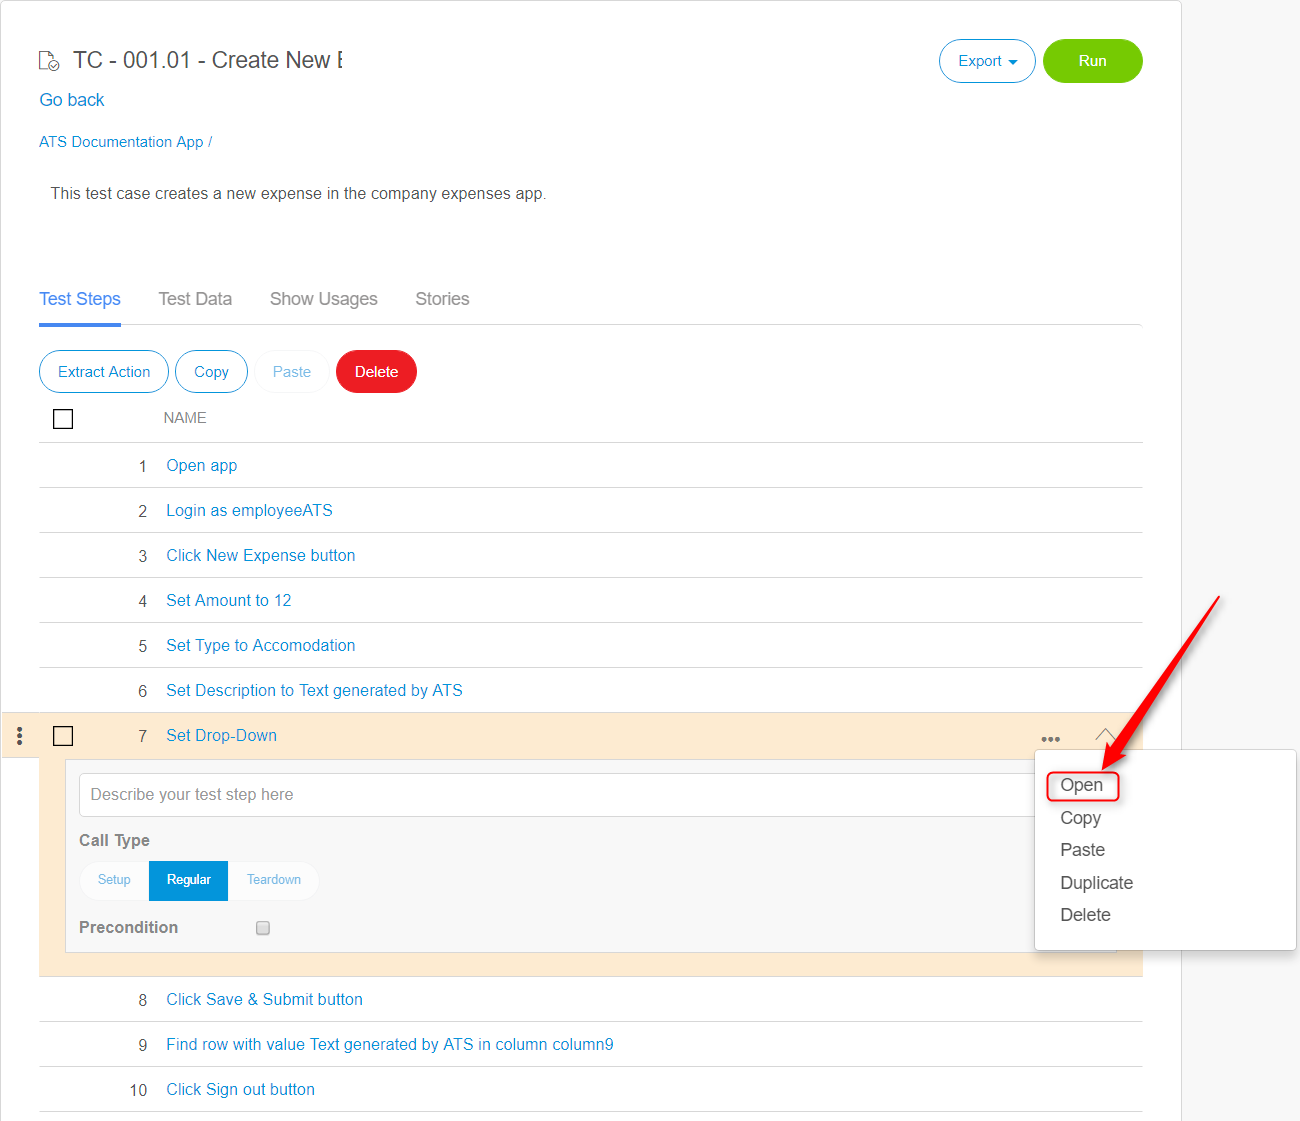 TC - 001.01 - Create New E
Export
Run
Go back
ATS Documentation App /
This test case creates a new expense in the company expenses app.
Test Steps
Test Data
Show Usages
Stories
Extract Action
Copy
Paste
Delete
NAME
1 Open app
2 Login as employeeATS
3 Click New Expense button
4 Set Amount to 12
5 Set Type to Accomodation
6 Set Description to Text generated by ATS
7 Set Drop-Down
Describe your test step here
Call Type
Setup
Regular
Teardown
Precondition
Open
Copy
Paste
Duplicate
Delete
8 Click Save & Submit button
9 Find row with value Text generated by ATS in column column9
10 Click Sign out button